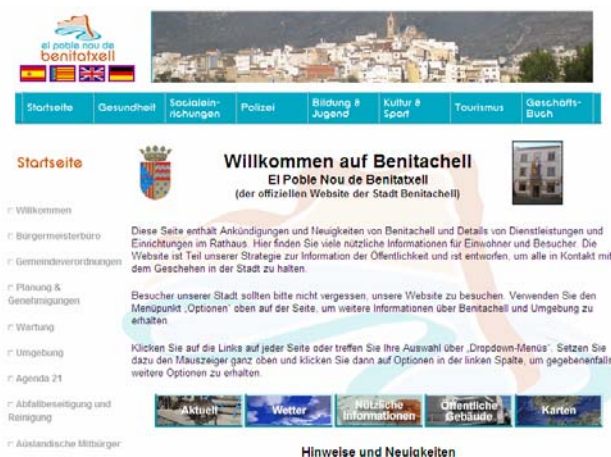 el poble nou de
benitatxell
Startseite
Gesundheit
Socialein-
richungen
Polizei
Bildung &
Jugend
Kultur &
Sport
Tourismus
Geschäfts-
Buch
Startseite
Willkommen
Bürgermeisterbüro
Gemeindeverordnungen
Planung &
Genehmigungen
Wartung
Umgebung
Agenda 21
Abfallbeseitigung und
Reinigung
Ausländische Mitbürger
Willkommen auf Benitachell
El Poble Nou de Benitatxell
(der offiziellen Website der Stadt Benitachell)
Diese Seite enthält Ankündigungen und Neuigkeiten von Benitachell und Details von Dienstleistungen und
Einrichtungen im Rathaus. Hier finden Sie viele nützliche Informationen für Einwohner und Besucher. Die
Website ist Teil unserer Strategie zur Information der Öffentlichkeit und ist entworfen, um alle in Kontakt mit
dem Geschehen in der Stadt zu halten.
Besucher unserer Stadt sollten bitte nicht vergessen, unsere Website zu besuchen. Verwenden Sie den
Menüpunkt „Optionen" oben auf der Seite, um weitere Informationen über Benitachell und Umgebung zu
erhalten.
Klicken Sie auf die Links auf jeder Seite oder treffen Sie Ihre Auswahl über „Dropdown-Menüs". Setzen Sie
dazu den Mauszeiger ganz oben und klicken Sie dann auf Optionen in der linken Spalte, um gegebenenfalls
weitere Optionen zu erhalten.
Aktuell
Wetter
Nützliche
Informationen
Öffentliche
Gebäude
Karten
Hinweise und Neuigkeiten